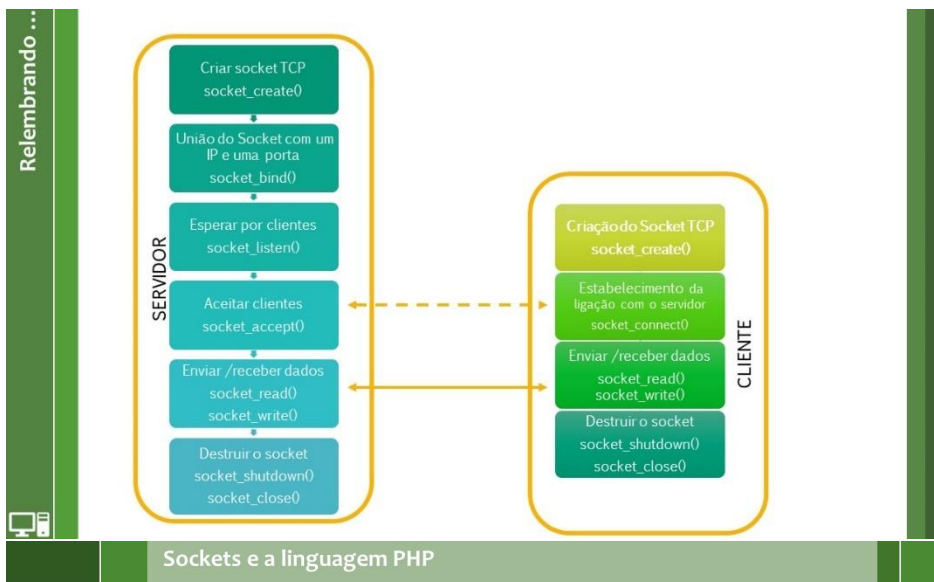 Relembrando ...
SERVIDOR
Criar socket TCP
socket_create()
União do Socket com um
IP e uma porta
socket_bind()
Esperar por clientes
socket_listen()
Aceitar clientes
socket_accept()
Enviar /receber dados
socket_read()
socket_write()
Destruir o socket
socket_shutdown()
socket_close()
CLIENTE
Criação do Socket TCP
socket_create()
Estabelecimento da
ligação com o servidor
socket_connect()
Enviar /receber dados
socket_read()
socket_write()
Destruir o socket
socket_shutdown()
socket_close()
Sockets e a linguagem PHP